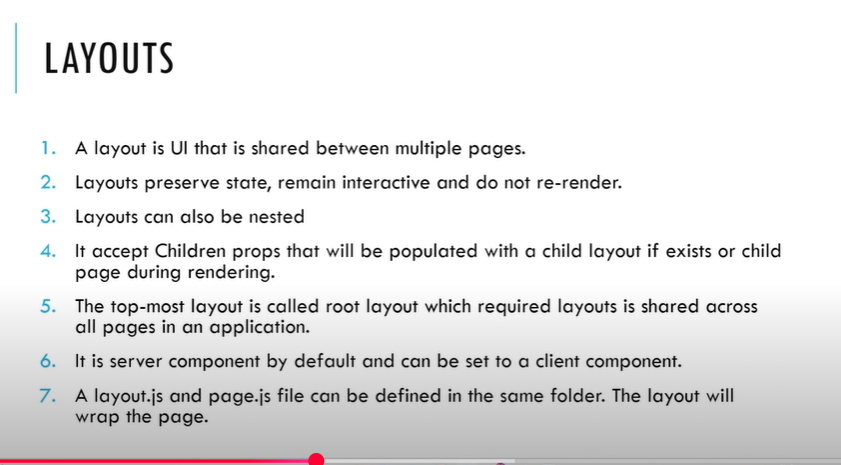 LAYOUTS
1. A layout is UI that is shared between multiple pages.
2. Layouts preserve state, remain interactive and do not re-render.
3. Layouts can also be nested
4. It accept Children props that will be populated with a child layout if exists or child
page during rendering.
5. The top-most layout is called root layout which required layouts is shared across
all pages in an application.
6. It is server component by default and can be set to a client component.
7. A layout.js and page.js file can be defined in the same folder. The layout will
wrap the page.